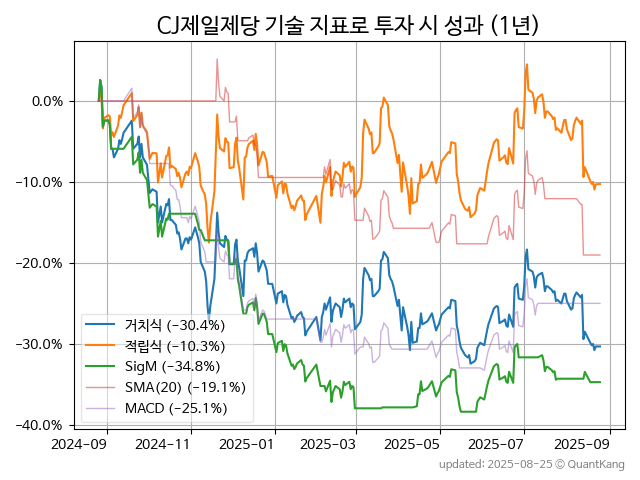 CJ제일제당 기술 지표로 투자 시 성과 (1년)
0.0%
−10.0%
−20.0%
−30.0%
−40.0%
거치식 (−30.4%)
적립식 (−10.3%)
SigM (−34.8%)
SMA(20) (−19.1%)
MACD (−25.1%)
2024-09 2024-11 2025-01 2025-03 2025-05 2025-07 2025-09
updated: 2025-08-25 © QuantKang